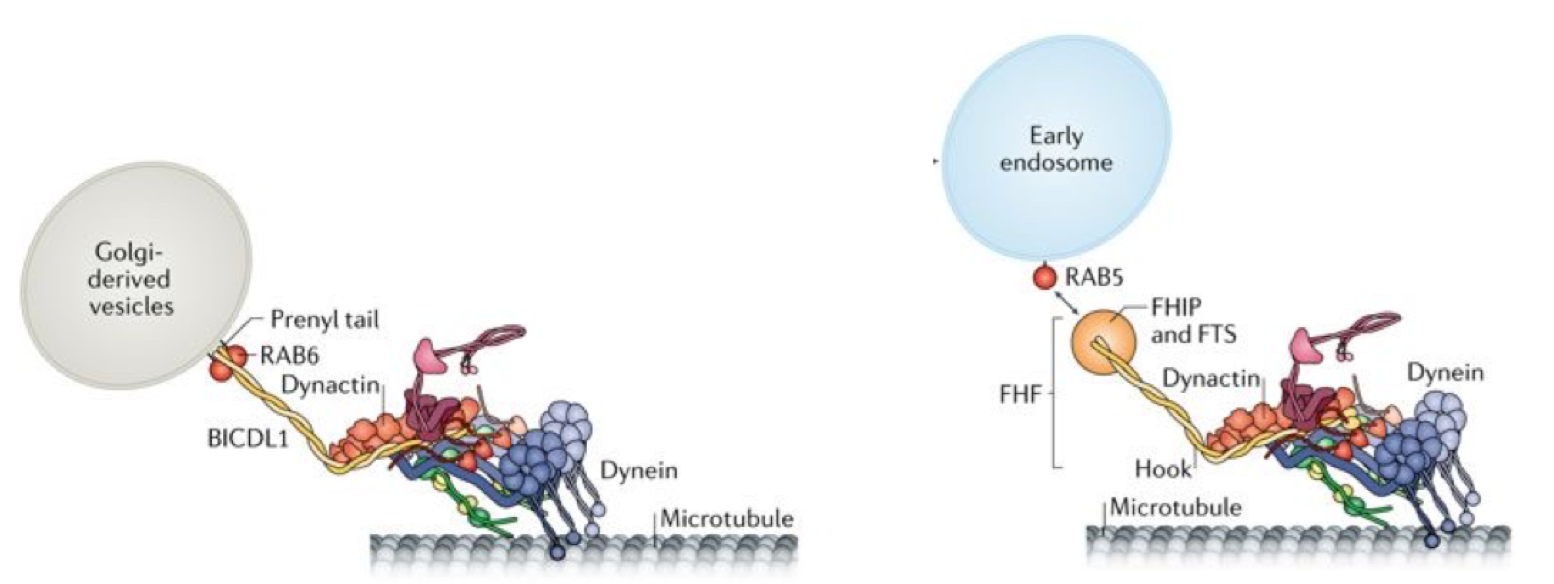 Golgi-
derived
vesicles
Prenyl tail
RAB6
Dynactin
BICDL1
Dynein
Microtubule
Early
endosome
RAB5
FHIP
and FTS
FHF
Dynactin
Dynein
Hook
Microtubule